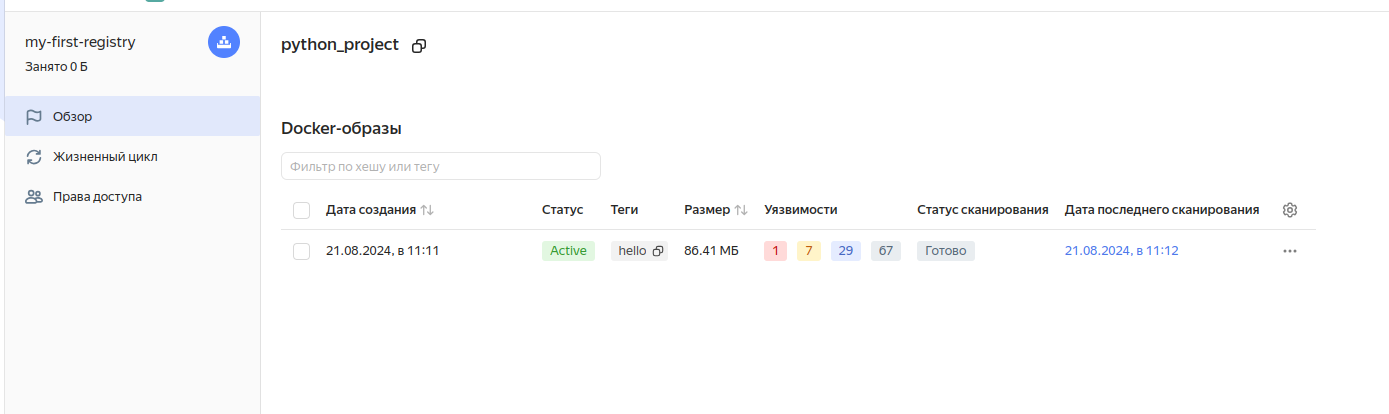 my-first-registry
Занято 0 Б
Обзор
Жизненный цикл
Права доступа
python_project
Docker-образы
Фильтр по хешу или тегу
Дата создания Статус Теги Размер Уязвимости Статус сканирования Дата последнего сканирования
21.08.2024, в 11:11 Active hello 86.41 МБ 1 7 29 67 Готово 21.08.2024, в 11:12